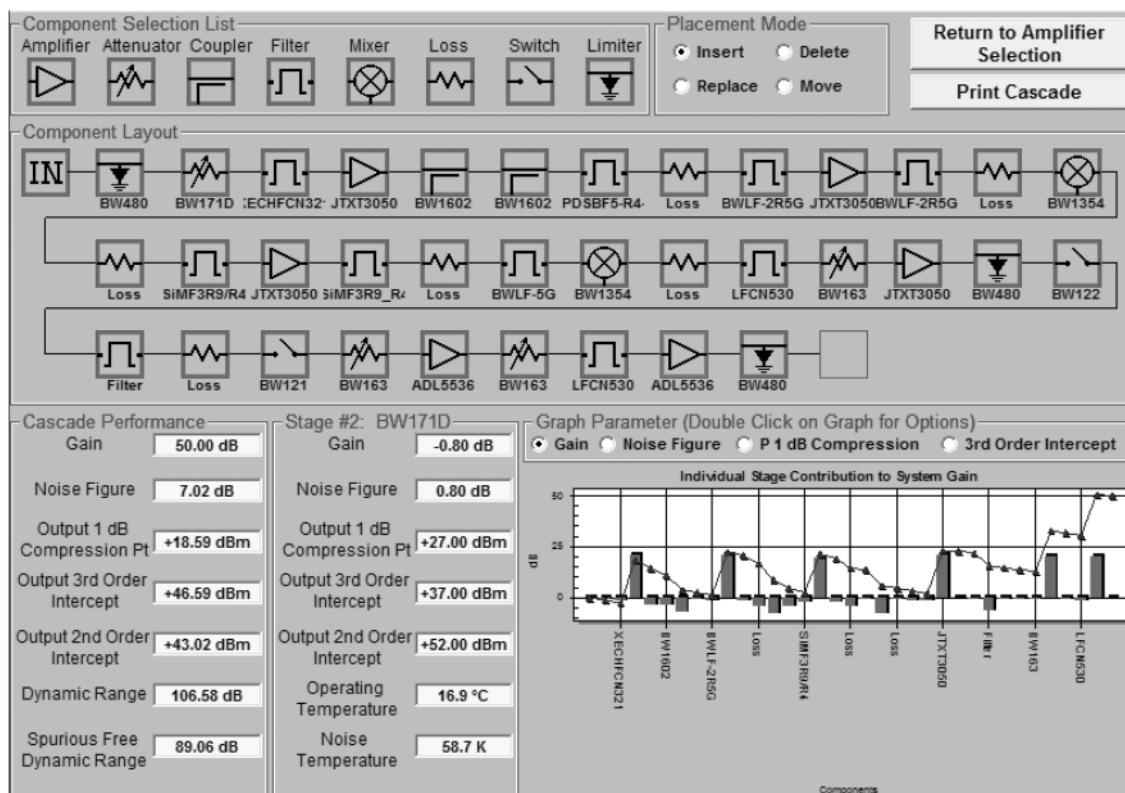 Component Selection List
Amplifier Attenuator Coupler Filter Mixer Loss Switch Limiter
Placement Mode
Insert Delete
Replace Move
Return to Amplifier
Selection
Print Cascade
Component Layout
IN
BW480 BW171D XECHFCN321 JTXT3050 BW1602 BW1602 PDSBF5-R4- Loss BWLF-2R5G JTXT3050 BWLF-2R5G Loss BW1354
Loss SiMF3R9/R4 JTXT3050 SiMF3R9_R4 Loss BWLF-5G BW1354 Loss LFCN530 BW163 JTXT3050 BW480 BW122
Filter Loss BW121 BW163 ADL5536 BW163 LFCN530 ADL5536 BW480
Cascade Performance
Gain 50.00 dB
Noise Figure 7.02 dB
Output 1 dB
Compression Pt +18.59 dBm
Output 3rd Order
Intercept +46.59 dBm
Output 2nd Order
Intercept +43.02 dBm
Dynamic Range 106.58 dB
Spurious Free
Dynamic Range 89.06 dB
Stage #2: BW171D
Gain -0.80 dB
Noise Figure 0.80 dB
Output 1 dB
Compression Pt +27.00 dBm
Output 3rd Order
Intercept +37.00 dBm
Output 2nd Order
Intercept +52.00 dBm
Operating
Temperature 16.9 °C
Noise
Temperature 58.7 K
Graph Parameter (Double Click on Graph for Options)
Gain Noise Figure P 1 dB Compression 3rd Order Intercept
Individual Stage Contribution to System Gain
50
25
0
dB
XECHFCN321
BW1602
BWLF-2R5G
Loss
SiMF3R9/R4
Loss
Loss
JTXT3050
Filter
BW163
LFCN530
Components